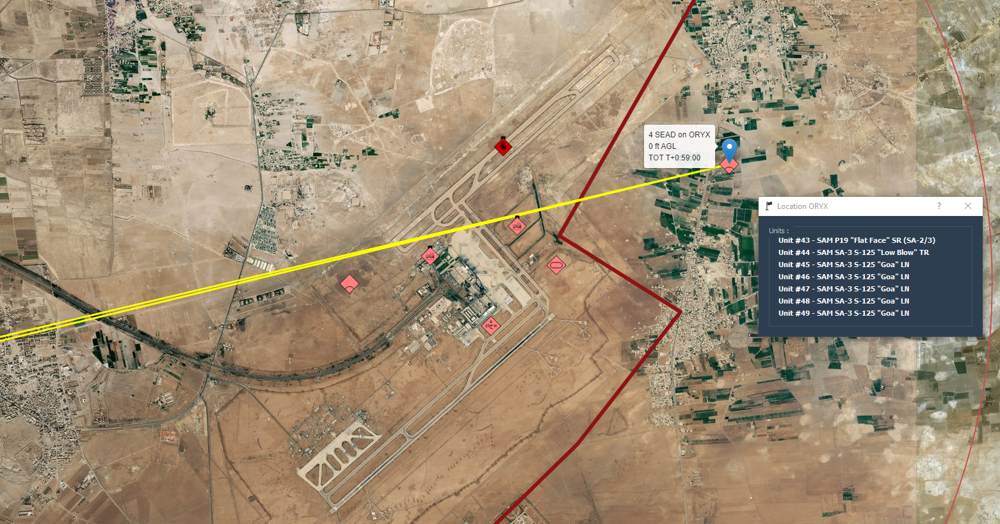 4 SEAD on ORYX
0 ft AGL
TOT T+0:59:00
Location ORYX
?
Units :
Unit #43 - SAM P19 "Flat Face" SR (SA-2/3)
Unit #44 - SAM SA-3 S-125 "Low Blow" TR
Unit #45 - SAM SA-3 S-125 "Goa" LN
Unit #46 - SAM SA-3 S-125 "Goa" LN
Unit #47 - SAM SA-3 S-125 "Goa" LN
Unit #48 - SAM SA-3 S-125 "Goa" LN
Unit #49 - SAM SA-3 S-125 "Goa" LN
STOR
STOR